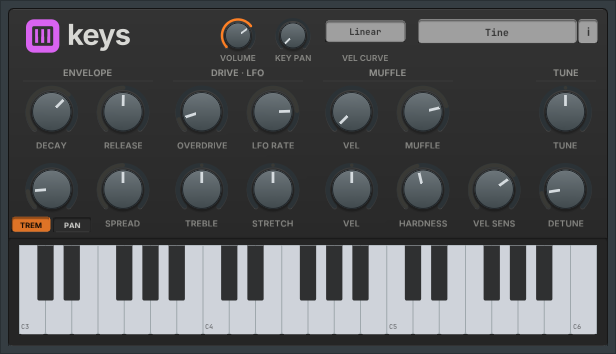 keys
Linear
Tine
i
VOLUME
KEY PAN
VEL CURVE
ENVELOPE
DRIVE · LFO
MUFFLE
TUNE
DECAY
RELEASE
OVERDRIVE
LFO RATE
VEL
MUFFLE
TUNE
TREM
PAN
SPREAD
TREBLE
STRETCH
VEL
HARDNESS
VEL SENS
DETUNE
C3
C4
C5
C6